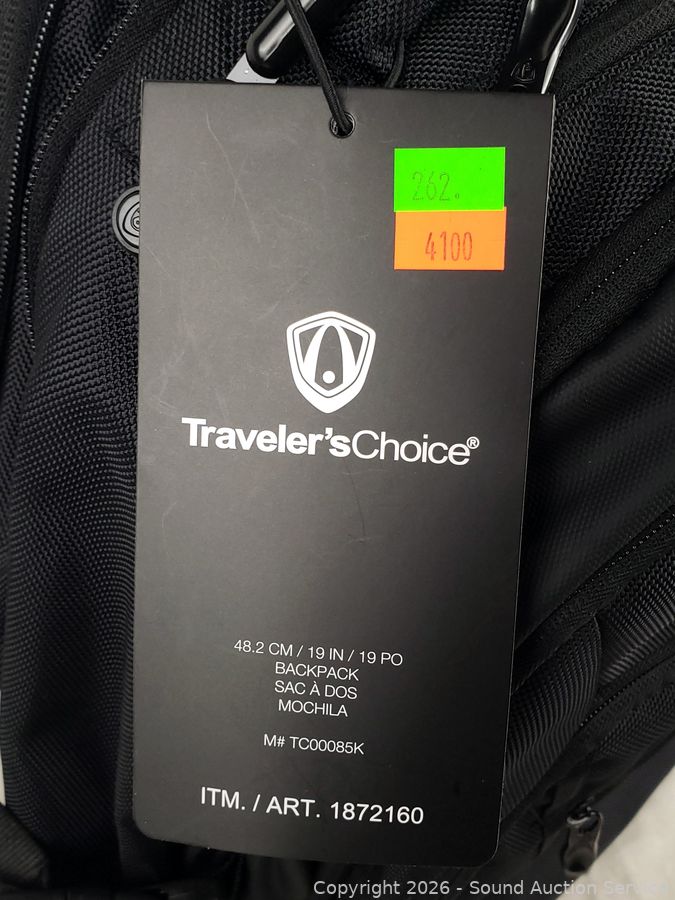 262.
4100
Traveler'sChoice®
48.2 CM / 19 IN / 19 PO
BACKPACK
SAC À DOS
MOCHILA
M# TC00085K
ITM. / ART. 1872160
Copyright 2026 - Sound Auction Service